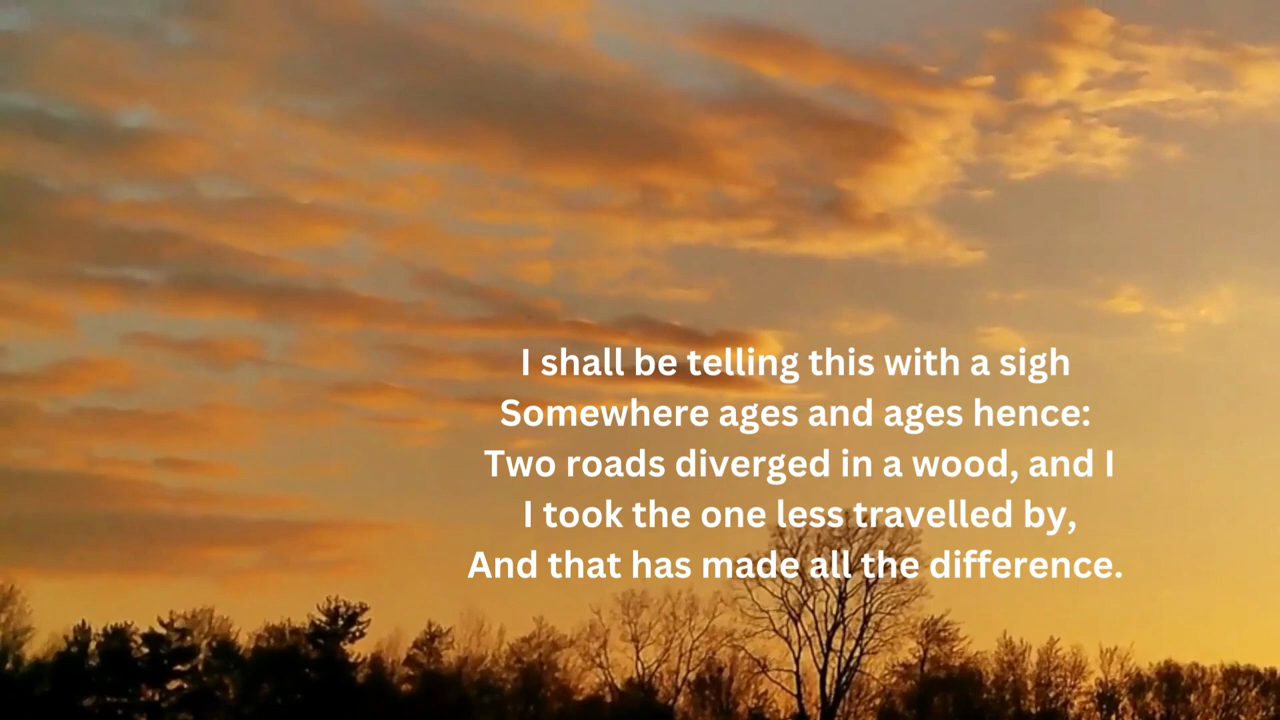 I shall be telling this with a sigh
Somewhere ages and ages hence:
Two roads diverged in a wood, and I
I took the one less travelled by,
And that has made all the difference.